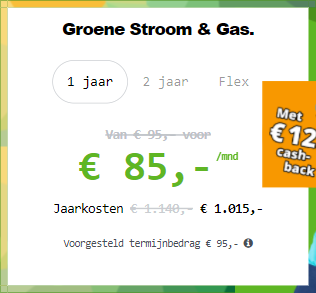 Groene Stroom & Gas.
1 jaar 2 jaar Flex
Van € 95,- voor
€ 85,- /mnd
Jaarkosten € 1.140,- € 1.015,-
Voorgesteld termijnbedrag € 95,-
Met
€ 12
cash-
back